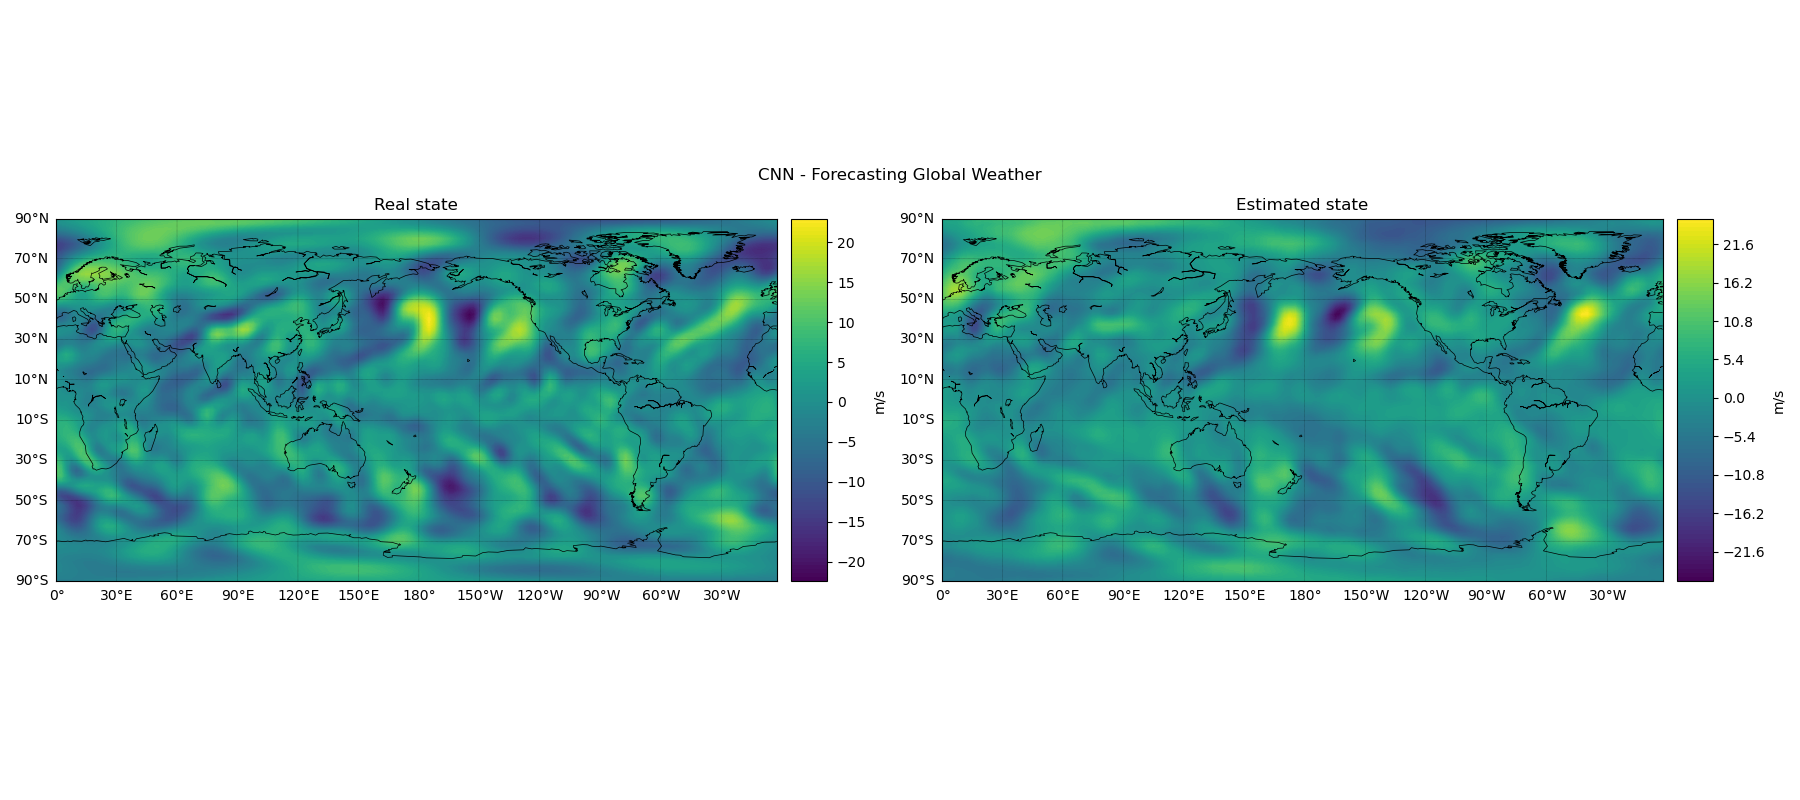 CNN - Forecasting Global Weather
Real state
90°N
70°N
50°N
30°N
10°N
10°S
30°S
50°S
70°S
90°S
0° 30°E 60°E 90°E 120°E 150°E 180° 150°W 120°W 90°W 60°W 30°W
20
15
10
5
0
−5
−10
−15
−20
m/s
Estimated state
90°N
70°N
50°N
30°N
10°N
10°S
30°S
50°S
70°S
90°S
0° 30°E 60°E 90°E 120°E 150°E 180° 150°W 120°W 90°W 60°W 30°W
21.6
16.2
10.8
5.4
0.0
−5.4
−10.8
−16.2
−21.6
m/s